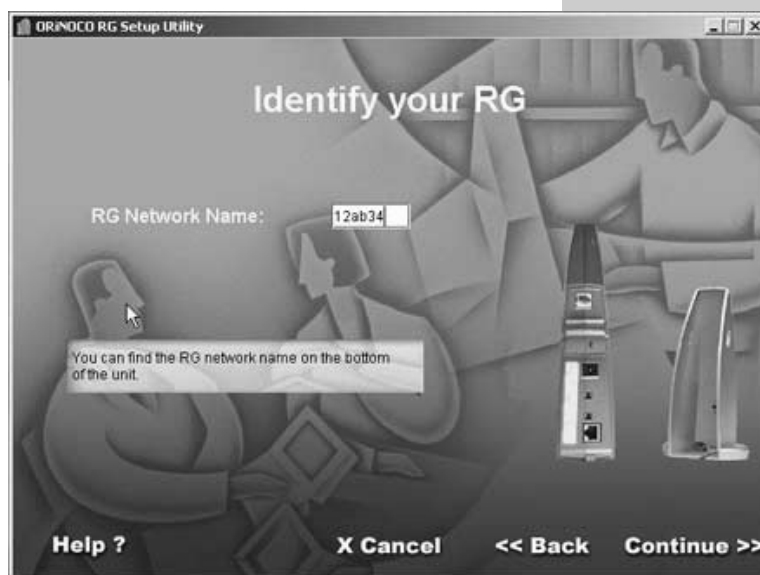 ORiNOCO RG Setup Utility
Identify your RG
RG Network Name:
12ab34
You can find the RG network name on the bottom
of the unit.
Help ?
X Cancel
<< Back
Continue >>